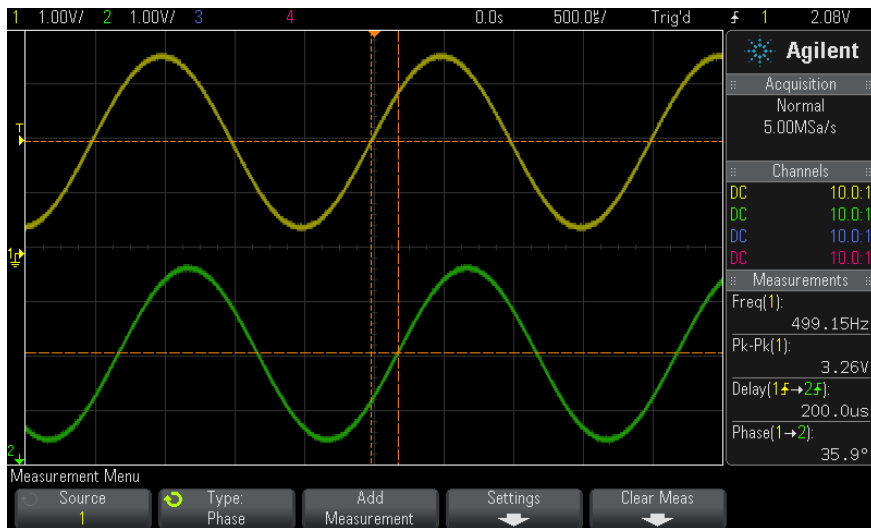 1 1.00V/ 2 1.00V/ 3 4 0.0s 500.0㎲/ Trig'd 1 2.08V
Agilent
Acquisition
Normal
5.00MSa/s
Channels
DC 10.0:1
DC 10.0:1
DC 10.0:1
DC 10.0:1
Measurements
Freq(1):
499.15Hz
Pk-Pk(1):
3.26V
Delay(1→2):
200.0us
Phase(1→2):
35.9°
T
1
2
Measurement Menu
Source
1
Type:
Phase
Add
Measurement
Settings
Clear Meas